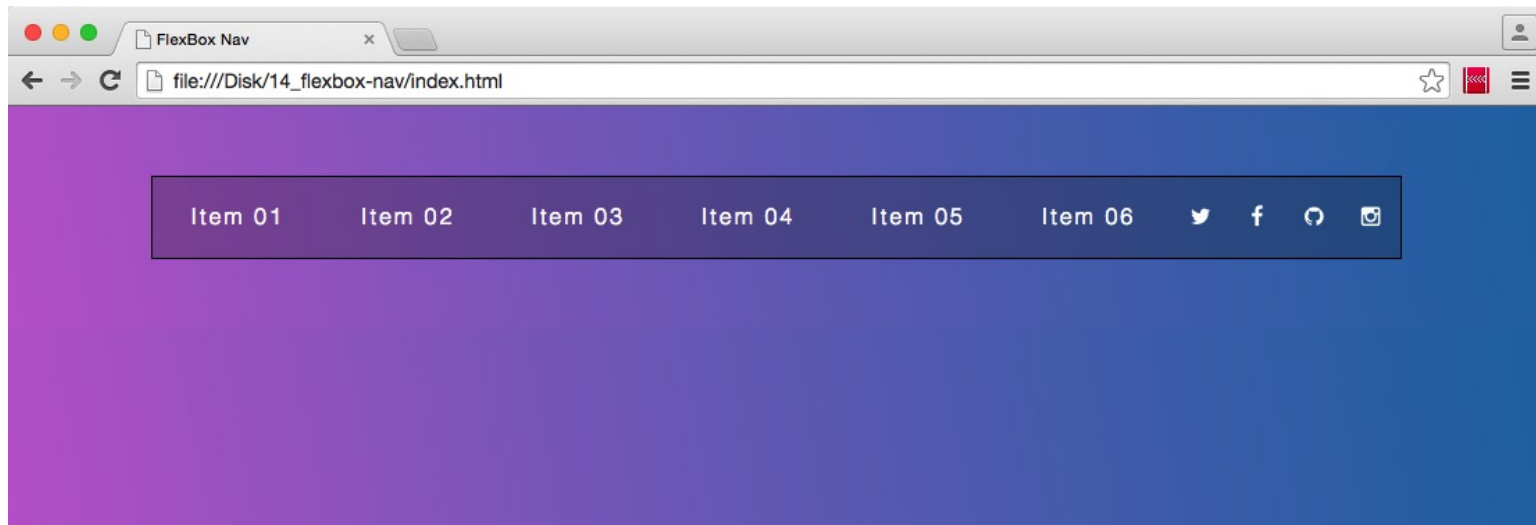 FlexBox Nav
file:///Disk/14_flexbox-nav/index.html
Item 01 Item 02 Item 03 Item 04 Item 05 Item 06